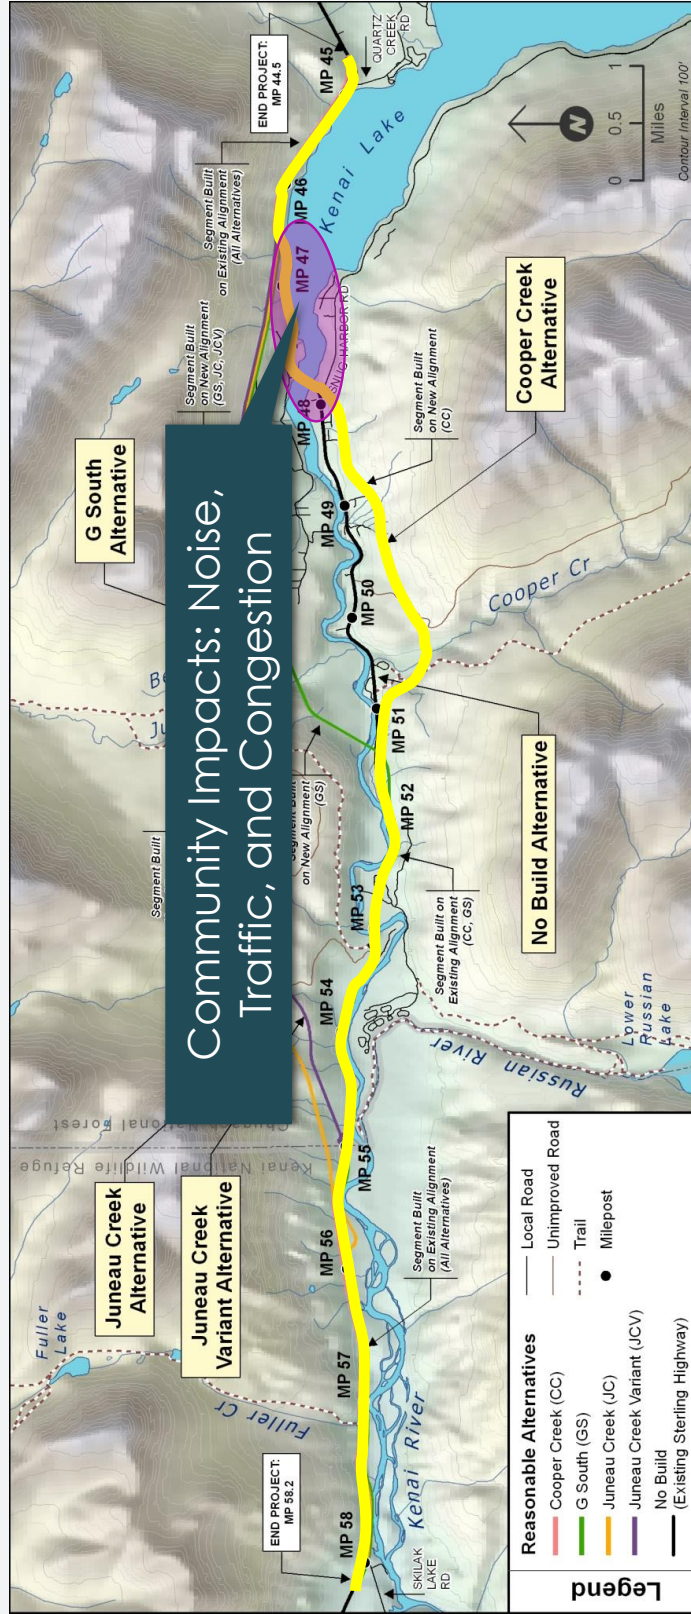 Community Impacts: Noise,
Traffic, and Congestion
Fuller
Lake
Juneau Creek
Alternative
Juneau Creek
Variant Alternative
G South
Alternative
Segment Built
Segment Built
on New Alignment
(GS, JC, JCV)
Segment Built
on Existing Alignment
(All Alternatives)
END PROJECT:
MP 44.5
MP 45
QUARTZ
CREEK
RD
Kenai Lake
MP 46
MP 47
SNUG HARBOR RD
MP 48
MP 49
MP 50
MP 51
MP 52
MP 53
MP 54
MP 55
MP 56
MP 57
MP 58
END PROJECT:
MP 58.2
Fuller Cr
Kenai National Wildlife Refuge
Chugach National Forest
Be
Ju
Segment Built
on New Alignment
(GS)
Segment Built
on New Alignment
(CC)
Cooper Cr
Cooper Creek
Alternative
No Build Alternative
Segment Built on
Existing Alignment
(CC, GS)
Segment Built
on Existing Alignment
(All Alternatives)
Russian River
Lower
Russian
Lake
SKILAK
LAKE
RD
Kenai River
Legend
Reasonable Alternatives
Cooper Creek (CC)
G South (GS)
Juneau Creek (JC)
Juneau Creek Variant (JCV)
No Build
(Existing Sterling Highway)
Local Road
Unimproved Road
Trail
Milepost
N
0 0.5 1
Miles
Contour Interval 100'